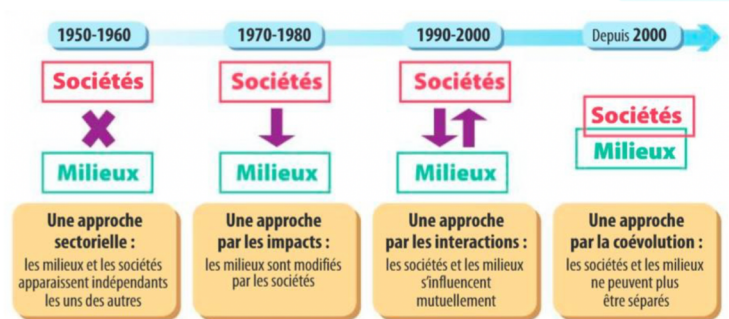 1950-1960
1970-1980
1990-2000
Depuis 2000
Sociétés
Sociétés
Sociétés
Sociétés
Milieux
Milieux
Milieux
Milieux
Une approche
sectorielle :
les milieux et les sociétés
apparaissent indépendants
les uns des autres
Une approche
par les impacts :
les milieux sont modifiés
par les sociétés
Une approche
par les interactions :
les sociétés et les milieux
s'influencent
mutuellement
Une approche
par la coévolution :
les sociétés et les milieux
ne peuvent plus
être séparés